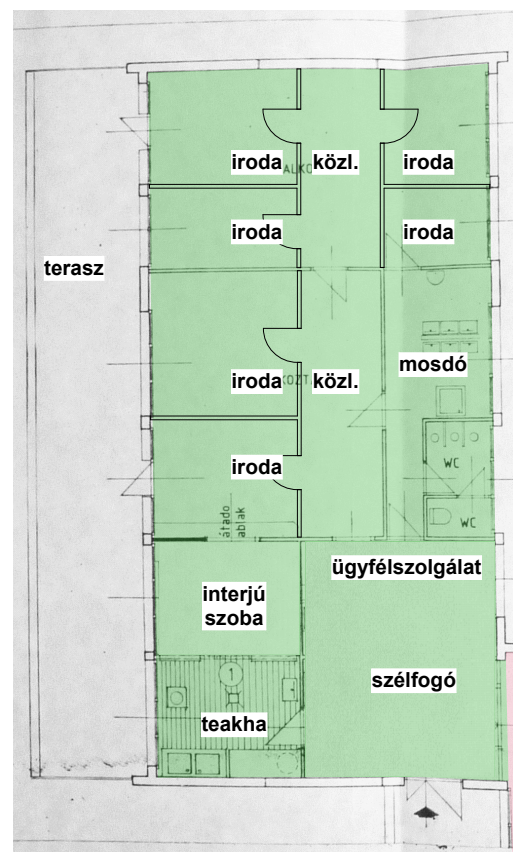 iroda
közl.
iroda
iroda
iroda
terasz
iroda
közl.
mosdó
iroda
WC
átadó
ablak
WC
ügyfélszolgálat
interjú
szoba
szélfogó
1
teakha